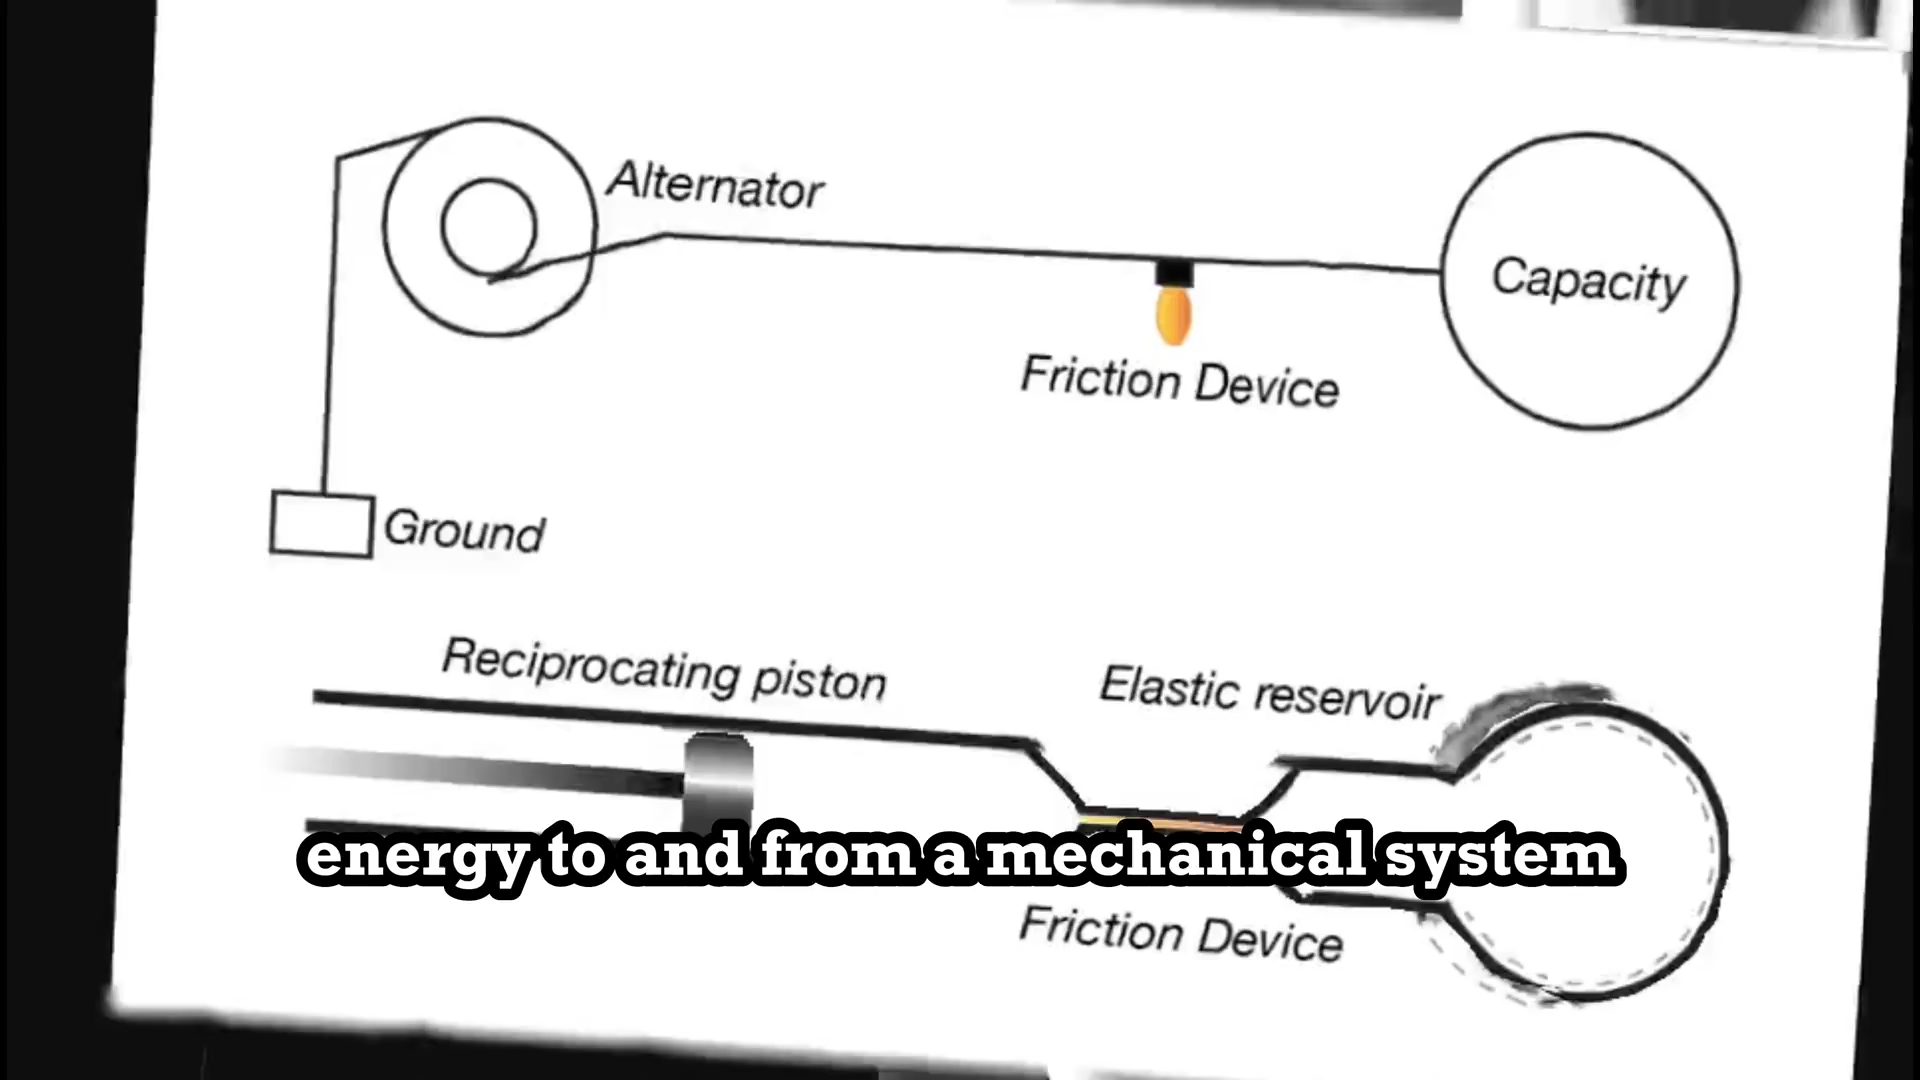 Alternator
Capacity
Friction Device
Ground
Reciprocating piston
Elastic reservoir
energy to and from a mechanical system
Friction Device